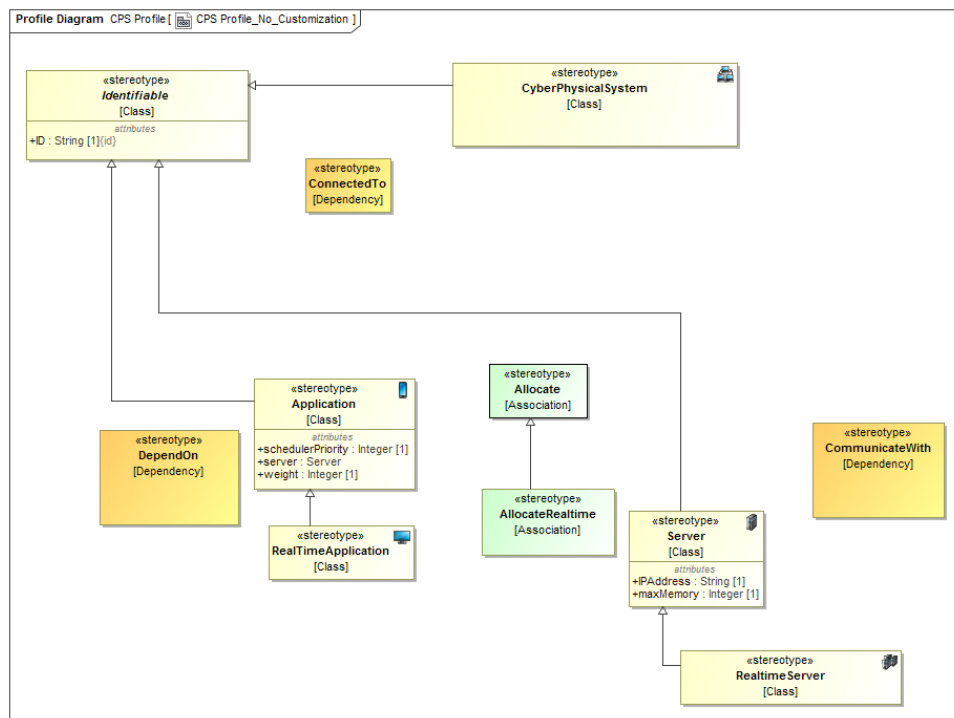 Profile Diagram CPS Profile [ CPS Profile_No_Customization ]
«stereotype»
Identifiable
[Class]
attributes
+ID : String [1]{id}
«stereotype»
CyberPhysicalSystem
[Class]
«stereotype»
ConnectedTo
[Dependency]
«stereotype»
Application
[Class]
attributes
+schedulerPriority : Integer [1]
+server : Server
+weight : Integer [1]
«stereotype»
Allocate
[Association]
«stereotype»
DependOn
[Dependency]
«stereotype»
CommunicateWith
[Dependency]
«stereotype»
AllocateRealtime
[Association]
«stereotype»
RealTimeApplication
[Class]
«stereotype»
Server
[Class]
attributes
+IPAddress : String [1]
+maxMemory : Integer [1]
«stereotype»
RealtimeServer
[Class]